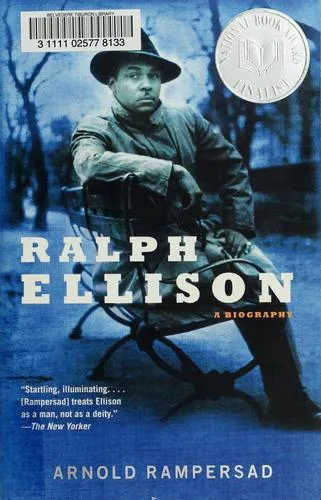 BELVEDERE TIBURON LIBRARY
3 1111 02577 8133
NATIONAL BOOK AWARD
FINALIST
RALPH
ELLISON
A BIOGRAPHY
“Startling, illuminating. . . .
[Rampersad] treats Ellison
as a man, not as a deity.”
—The New Yorker
ARNOLD RAMPERSAD